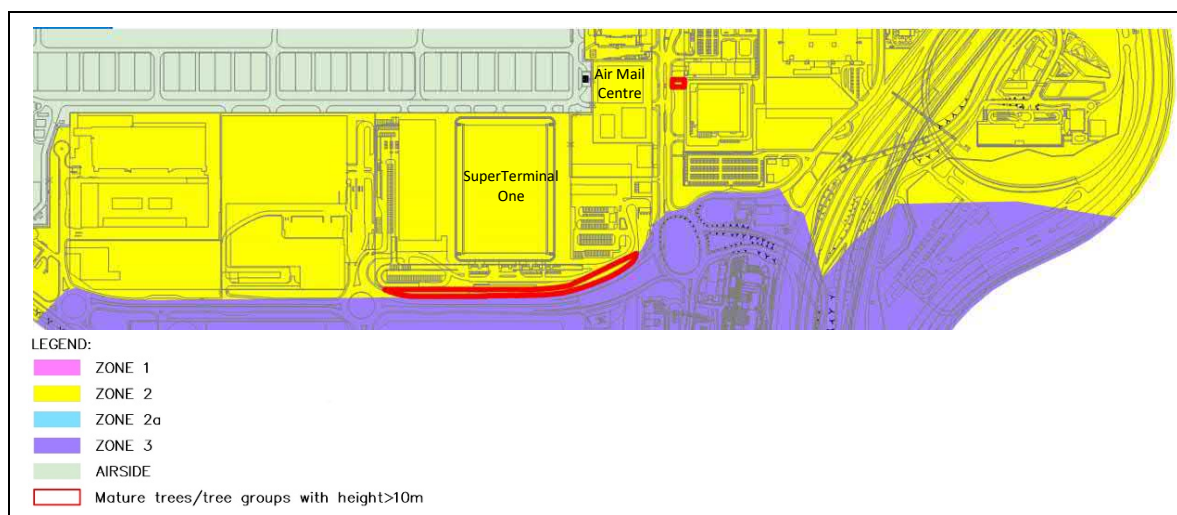 Air Mail
Centre
SuperTerminal
One
LEGEND:
ZONE 1
ZONE 2
ZONE 2a
ZONE 3
AIRSIDE
Mature trees/tree groups with height>10m